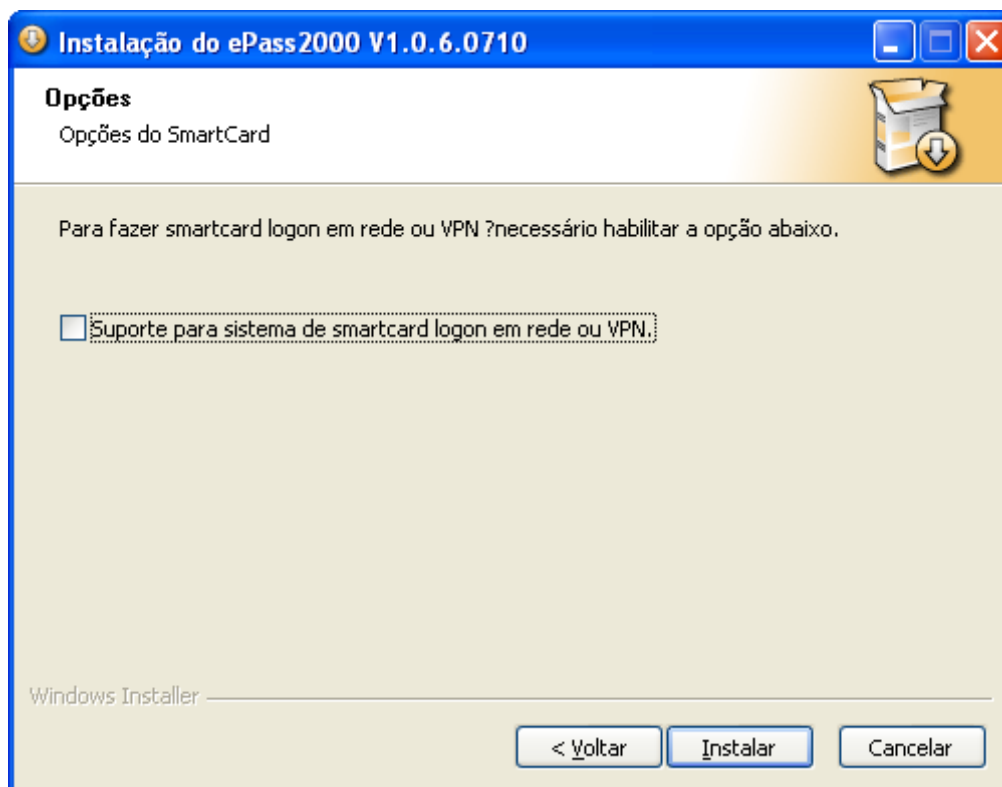 Instalação do ePass2000 V1.0.6.0710
Opções
Opções do SmartCard
Para fazer smartcard logon em rede ou VPN ?necessário habilitar a opção abaixo.
Suporte para sistema de smartcard logon em rede ou VPN.
Windows Installer
< Voltar
Instalar
Cancelar